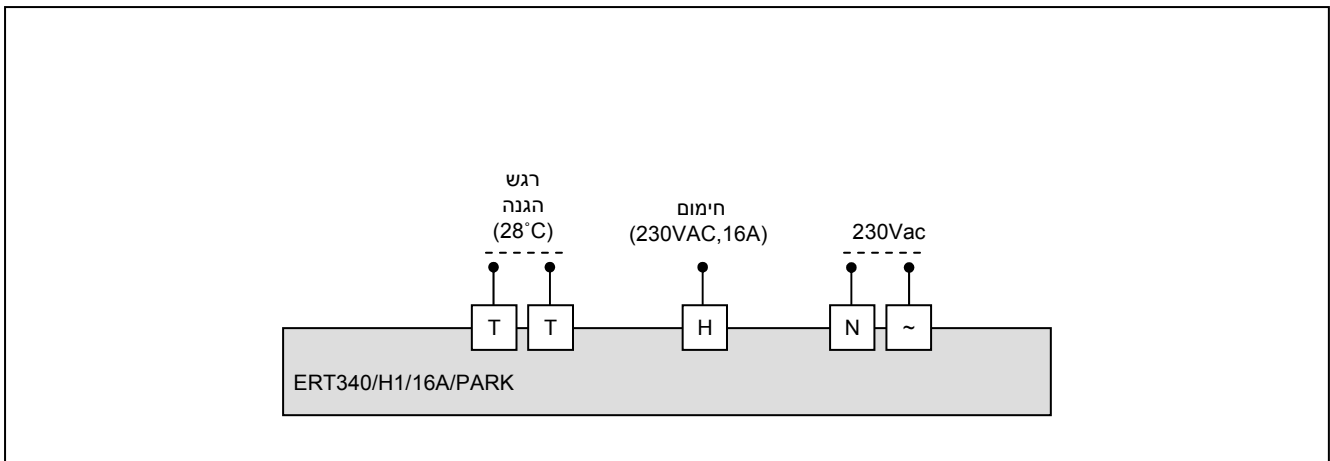 רגש
הגנה
(28˚C)
חימום
(230VAC,16A)
230Vac
T T H N ~
ERT340/H1/16A/PARK